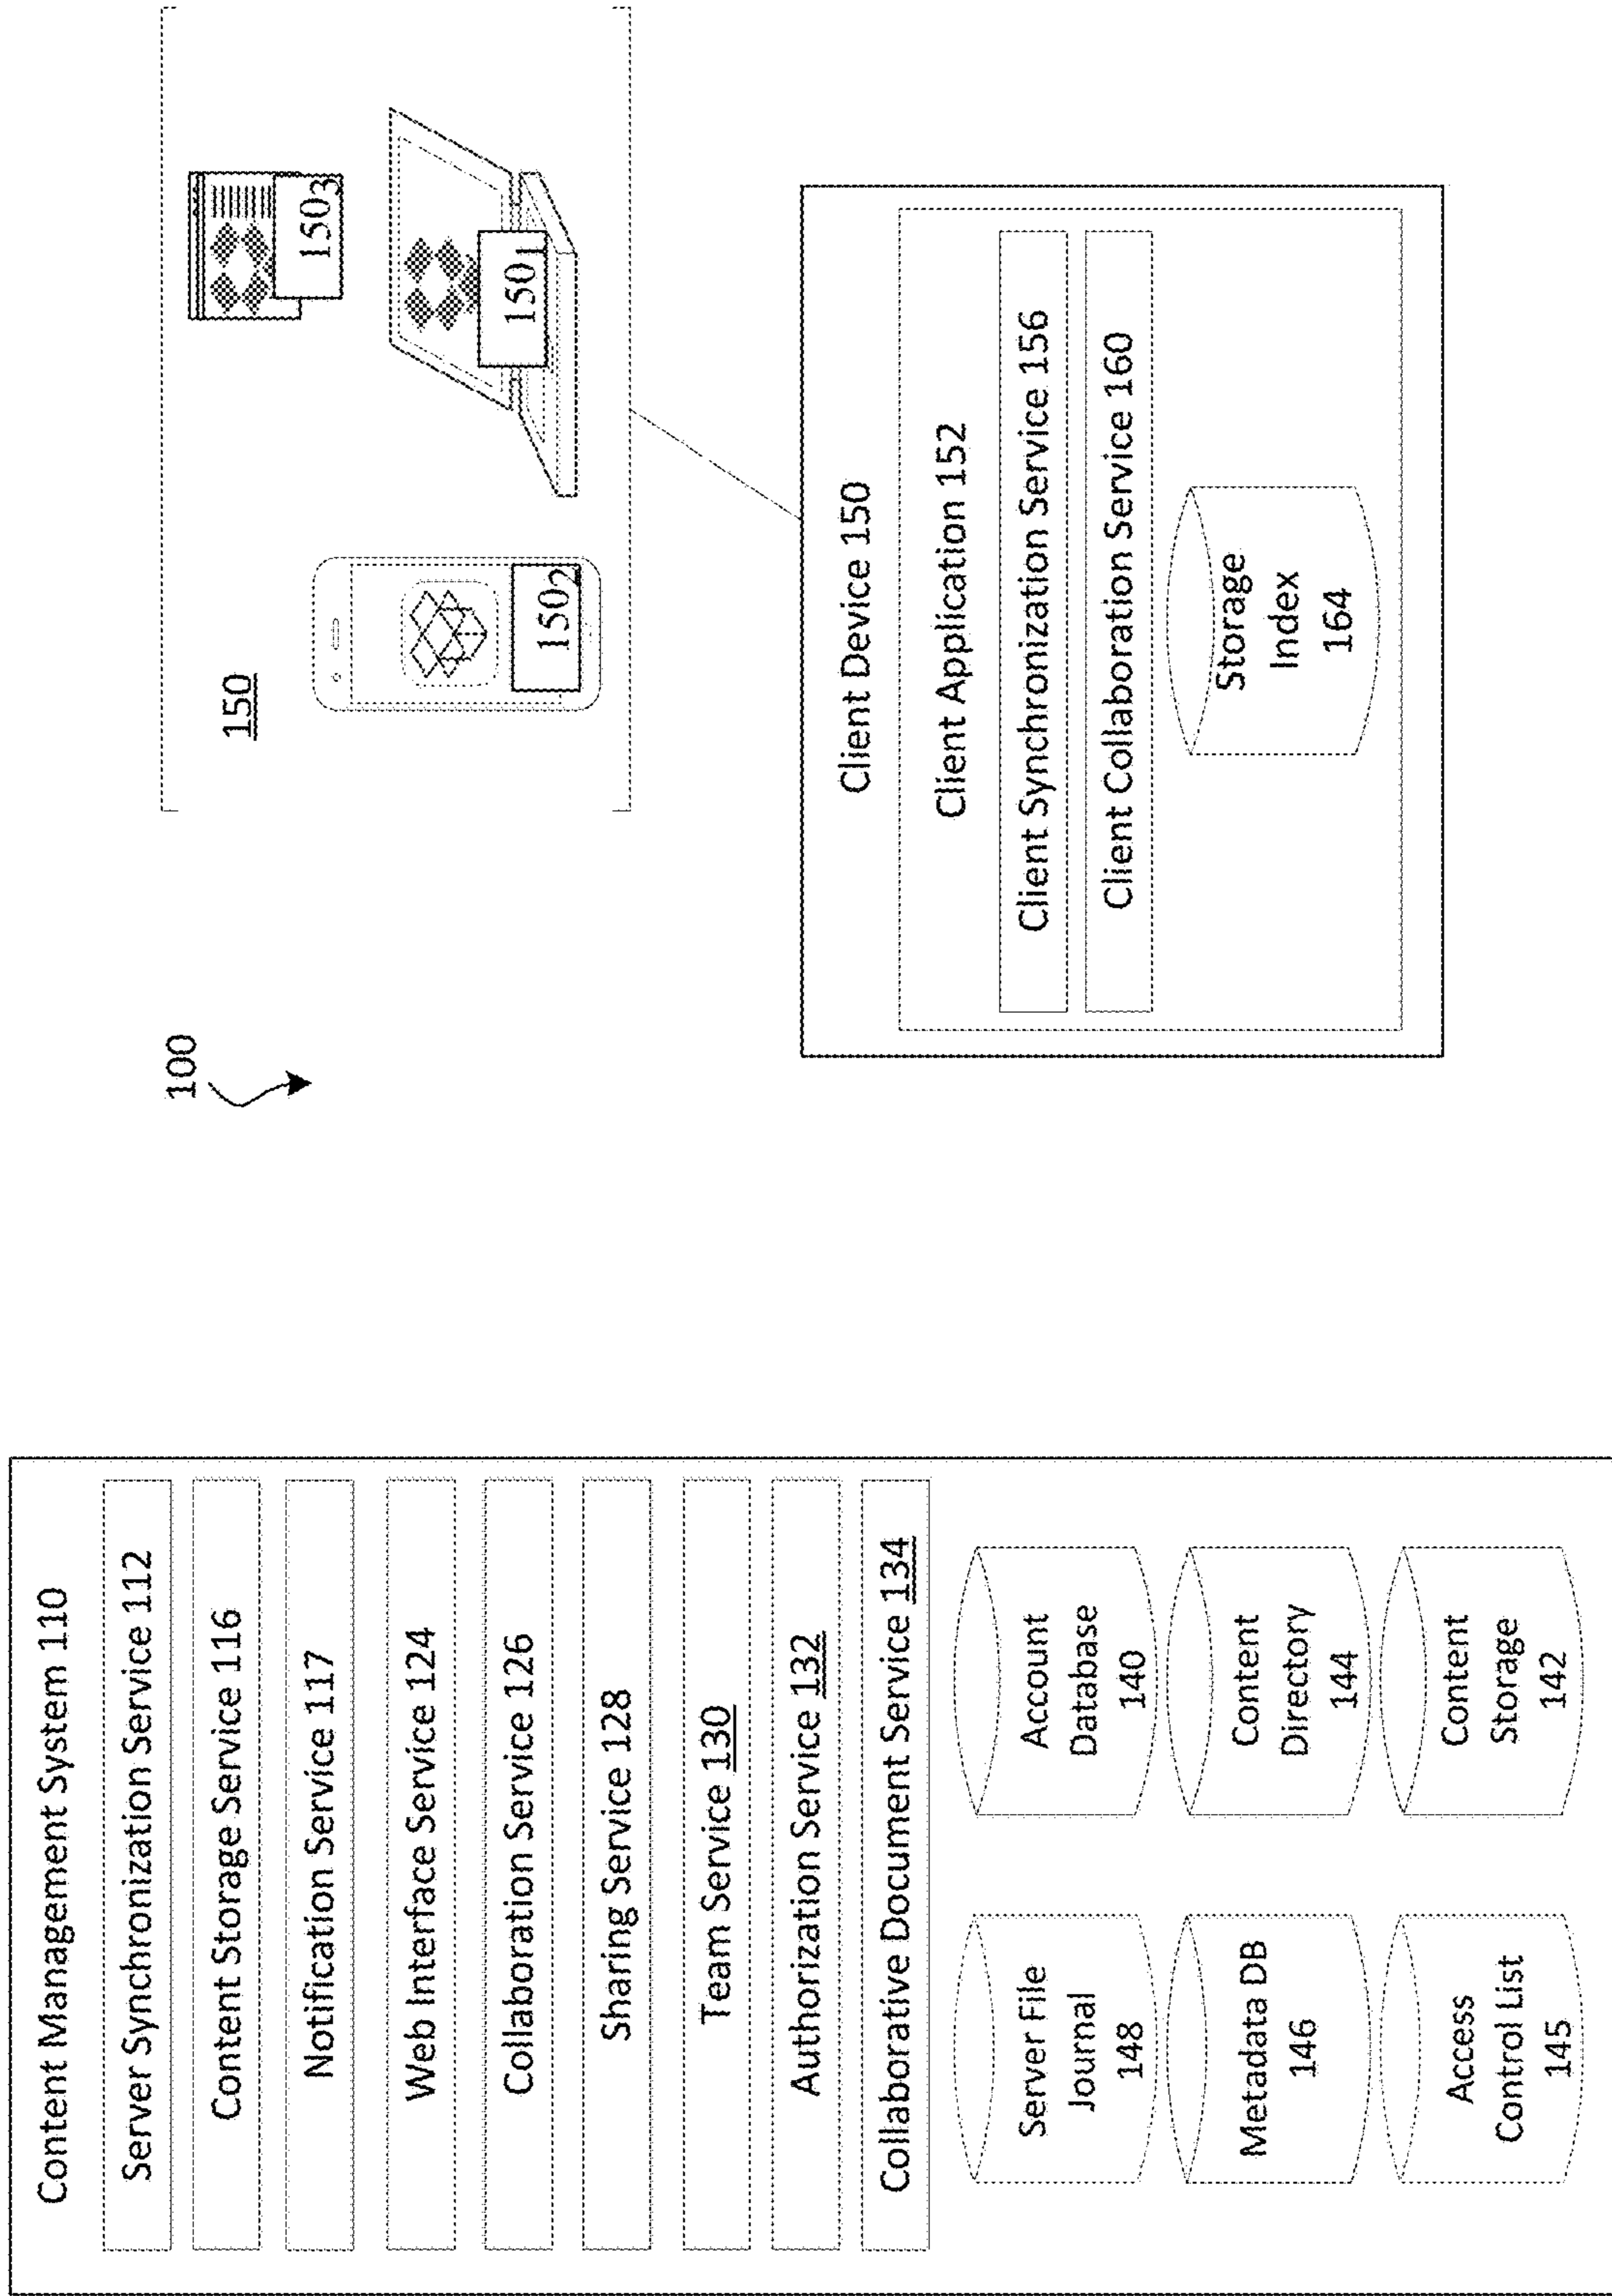 Content Management System 110
Server Synchronization Service 112
Content Storage Service 116
Notification Service 117
Web Interface Service 124
Collaboration Service 126
Sharing Service 128
Team Service 130
Authorization Service 132
Collaborative Document Service 134
Server File
Journal
148
Account
Database
140
Metadata DB
146
Content
Directory
144
Access
Control List
145
Content
Storage
142
100
150
150₂
150₁
150₃
Client Device 150
Client Application 152
Client Synchronization Service 156
Client Collaboration Service 160
Storage
Index
164